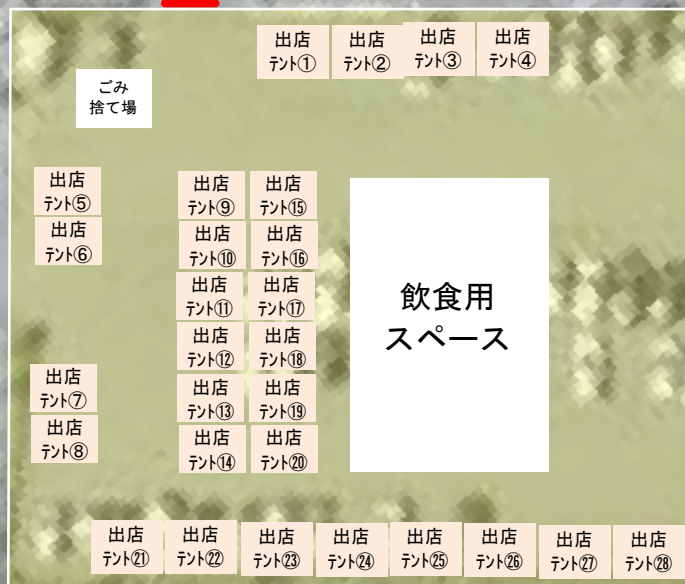 出店
テント①
出店
テント②
出店
テント③
出店
テント④
ごみ
捨て場
出店
テント⑤
出店
テント⑥
出店
テント⑦
出店
テント⑧
出店
テント⑨
出店
テント⑩
出店
テント⑪
出店
テント⑫
出店
テント⑬
出店
テント⑭
出店
テント⑮
出店
テント⑯
出店
テント⑰
出店
テント⑱
出店
テント⑲
出店
テント⑳
飲食用
スペース
出店
テント㉑
出店
テント㉒
出店
テント㉓
出店
テント㉔
出店
テント㉕
出店
テント㉖
出店
テント㉗
出店
テント㉘